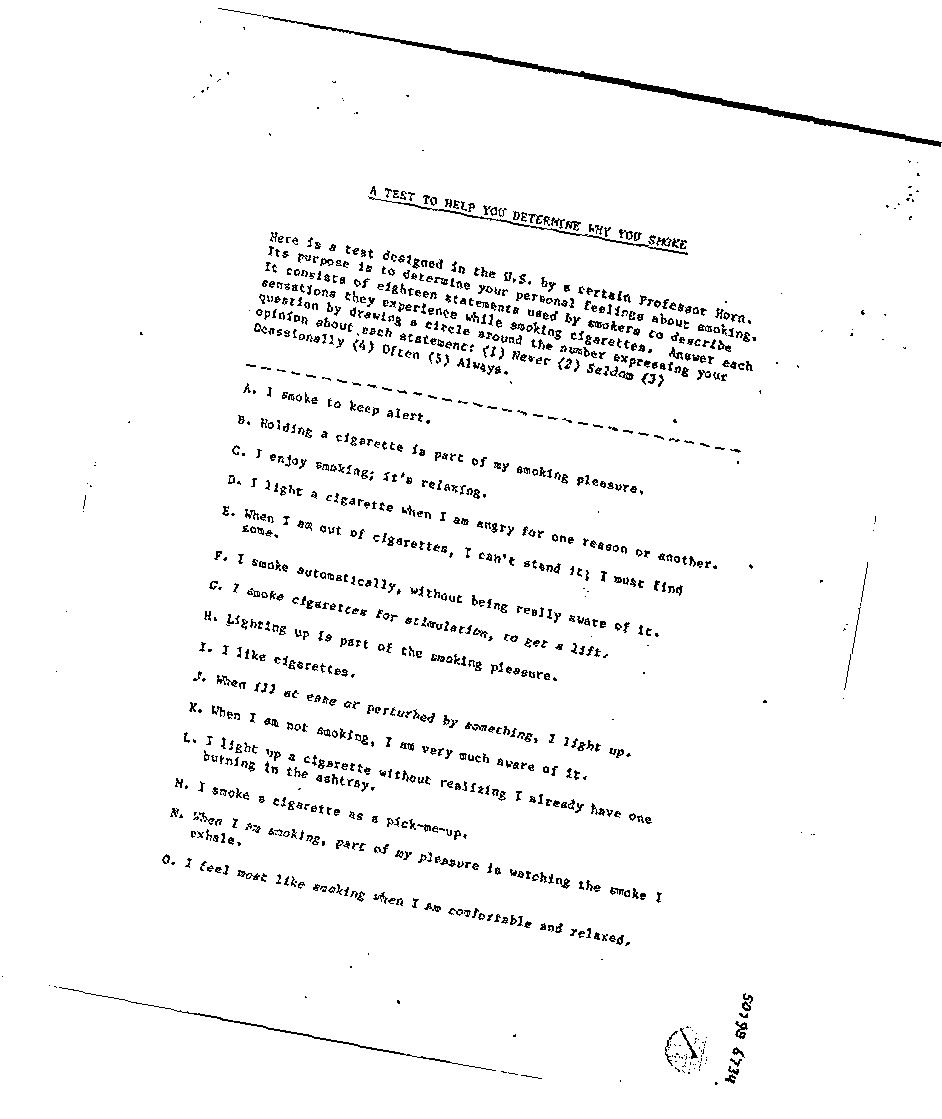 A TEST TO HELP YOU DETERMINE WHY YOU SMOKE
Here is a test designed in the U.S. by a certain Professor Horn.
Its purpose is to determine your personal feelings about smoking.
It consists of eighteen statements used by smokers to describe
sensations they experience while smoking cigarettes. Answer each
question by drawing a circle around the number expressing your
opinion about each statement: (1) Never (2) Seldom (3)
Ocassionally (4) Often (5) Always.
A. I smoke to keep alert.
B. Holding a cigarette is part of my smoking pleasure.
C. I enjoy smoking; it's relaxing.
D. I light a cigarette when I am angry for one reason or another.
E. When I am out of cigarettes, I can't stand it; I must find
some.
F. I smoke automatically, without being really aware of it.
G. I smoke cigarettes for stimulation, to get a lift.
H. Lighting up is part of the smoking pleasure.
I. I like cigarettes.
J. When ill at ease or perturbed by something, I light up.
K. When I am not smoking, I am very much aware of it.
L. I light up a cigarette without realizing I already have one
burning in the ashtray.
M. I smoke a cigarette as a pick-me-up.
N. When I am smoking, part of my pleasure is watching the smoke I
exhale.
O. I feel most like smoking when I am comfortable and relaxed.
50198 6734